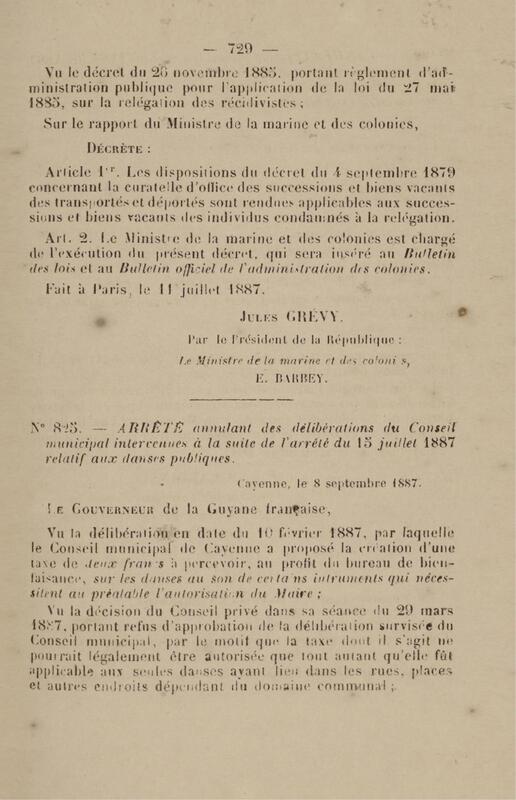 — 729 —
Vu le décret du 26 novembre 1885, portant règlement d'ad-
ministration publique pour l'application de la loi du 27 mai
1885, sur la relégation des récidivistes ;
Sur le rapport du Ministre de la marine et des colonies,
DÉCRÈTE :
Article 1er. Les dispositions du décret du 4 septembre 1879
concernant la curatelle d'office des successions et biens vacants
des transportés et déportés sont rendues applicables aux succes-
sions et biens vacants des individus condamnés à la relégation.
Art. 2. Le Ministre de la marine et des colonies est chargé
de l'exécution du présent décret, qui sera inséré au Bulletin
des lois et au Bulletin officiel de l'administration des colonies.
Fait à Paris, le 11 juillet 1887.
JULES GRÉVY.
Par le Président de la République :
Le Ministre de la marine et des coloni s,
E. BARBEY.
N° 825. — ARRÊTÉ annulant des délibérations du Conseil
municipal intervenues à la suite de l'arrêté du 15 juillet 1887
relatif aux danses publiques.
Cayenne, le 8 septembre 1887.
LE GOUVERNEUR de la Guyane française,
Vu la délibération en date du 10 février 1887, par laquelle
le Conseil municipal de Cayenne a proposé la création d'une
taxe de deux francs à percevoir, au profit du bureau de bien-
faisance, sur les danses au son de certa ns intruments qui néces-
sitent au préalable l'autorisation du Maire ;
Vu la décision du Conseil privé dans sa séance du 29 mars
1887, portant refus d'approbation de la délibération survisée du
Conseil municipal, par le motif que la taxe dont il s'agit ne
pourrait légalement être autorisée que tout autant qu'elle fût
applicable aux seules danses ayant lieu dans les rues, places
et autres endroits dépendant du domaine communal ;